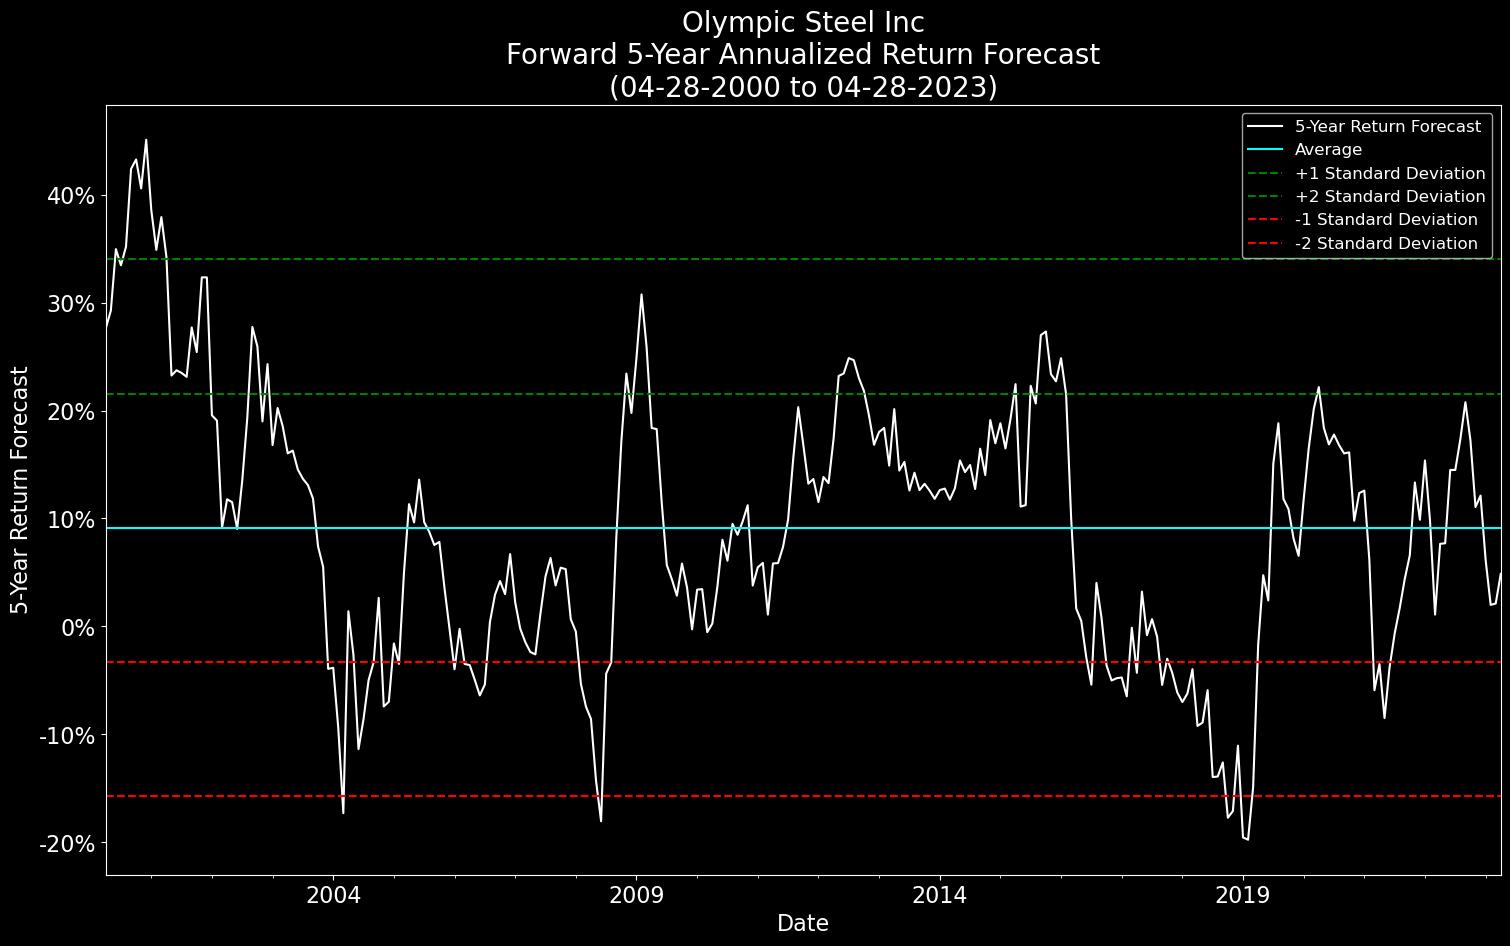 Olympic Steel Inc
Forward 5-Year Annualized Return Forecast
(04-28-2000 to 04-28-2023)
5-Year Return Forecast
Average
+1 Standard Deviation
+2 Standard Deviation
-1 Standard Deviation
-2 Standard Deviation
5-Year Return Forecast
40%
30%
20%
10%
0%
-10%
-20%
2004
2009
2014
2019
Date